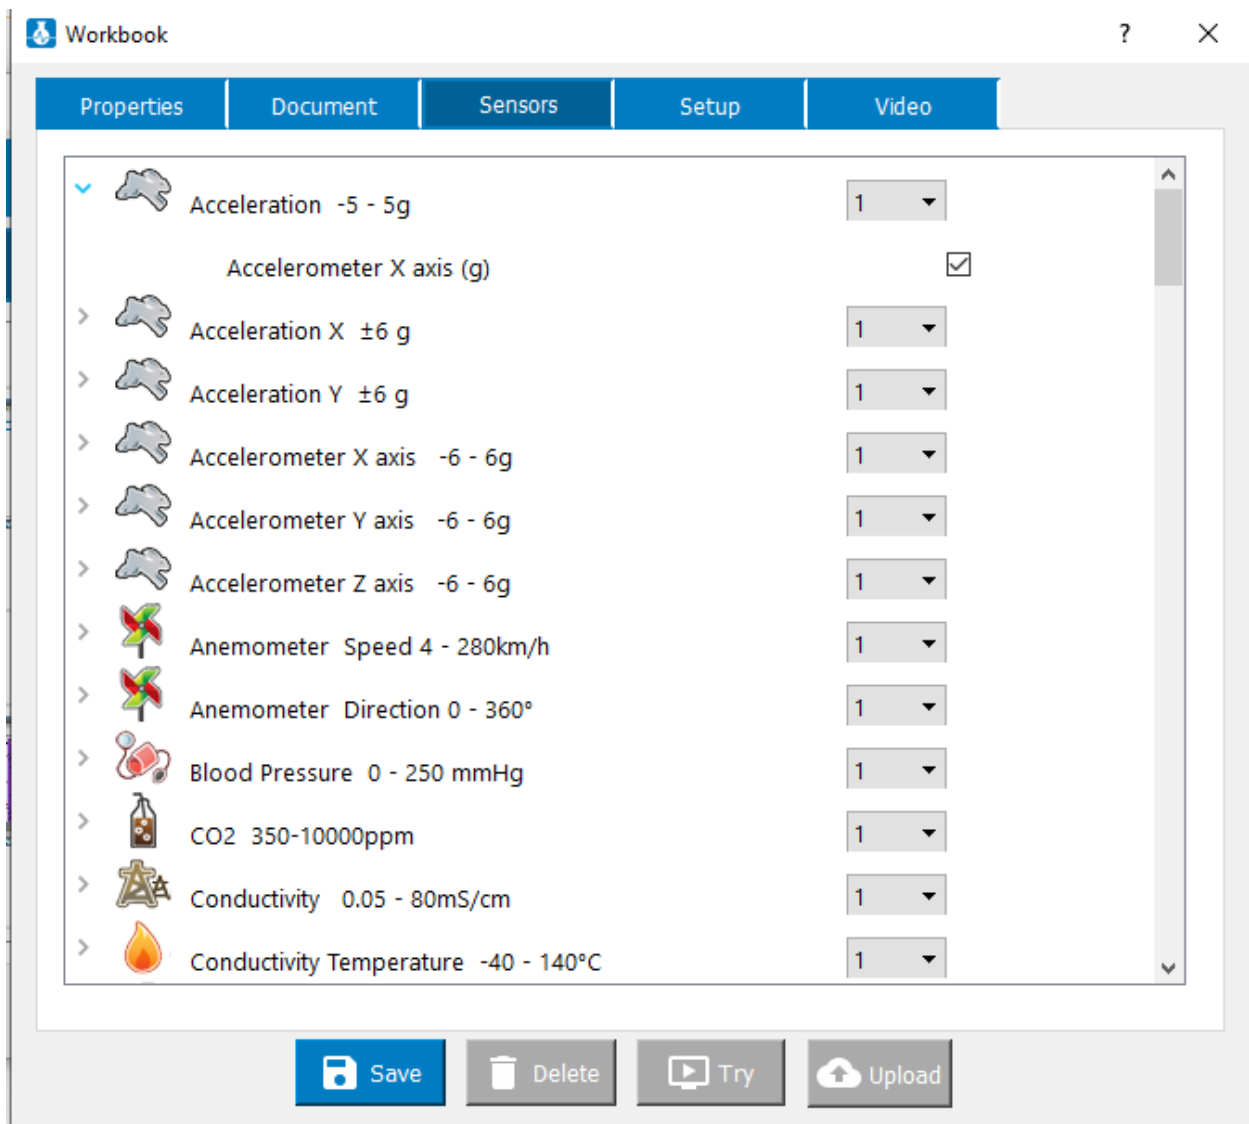 Workbook ?
Properties Document Sensors Setup Video
Acceleration -5 - 5g 1
Accelerometer X axis (g)
Acceleration X ±6 g 1
Acceleration Y ±6 g 1
Accelerometer X axis -6 - 6g 1
Accelerometer Y axis -6 - 6g 1
Accelerometer Z axis -6 - 6g 1
Anemometer Speed 4 - 280km/h 1
Anemometer Direction 0 - 360° 1
Blood Pressure 0 - 250 mmHg 1
CO2 350-10000ppm 1
Conductivity 0.05 - 80mS/cm 1
Conductivity Temperature -40 - 140°C 1
Save Delete Try Upload